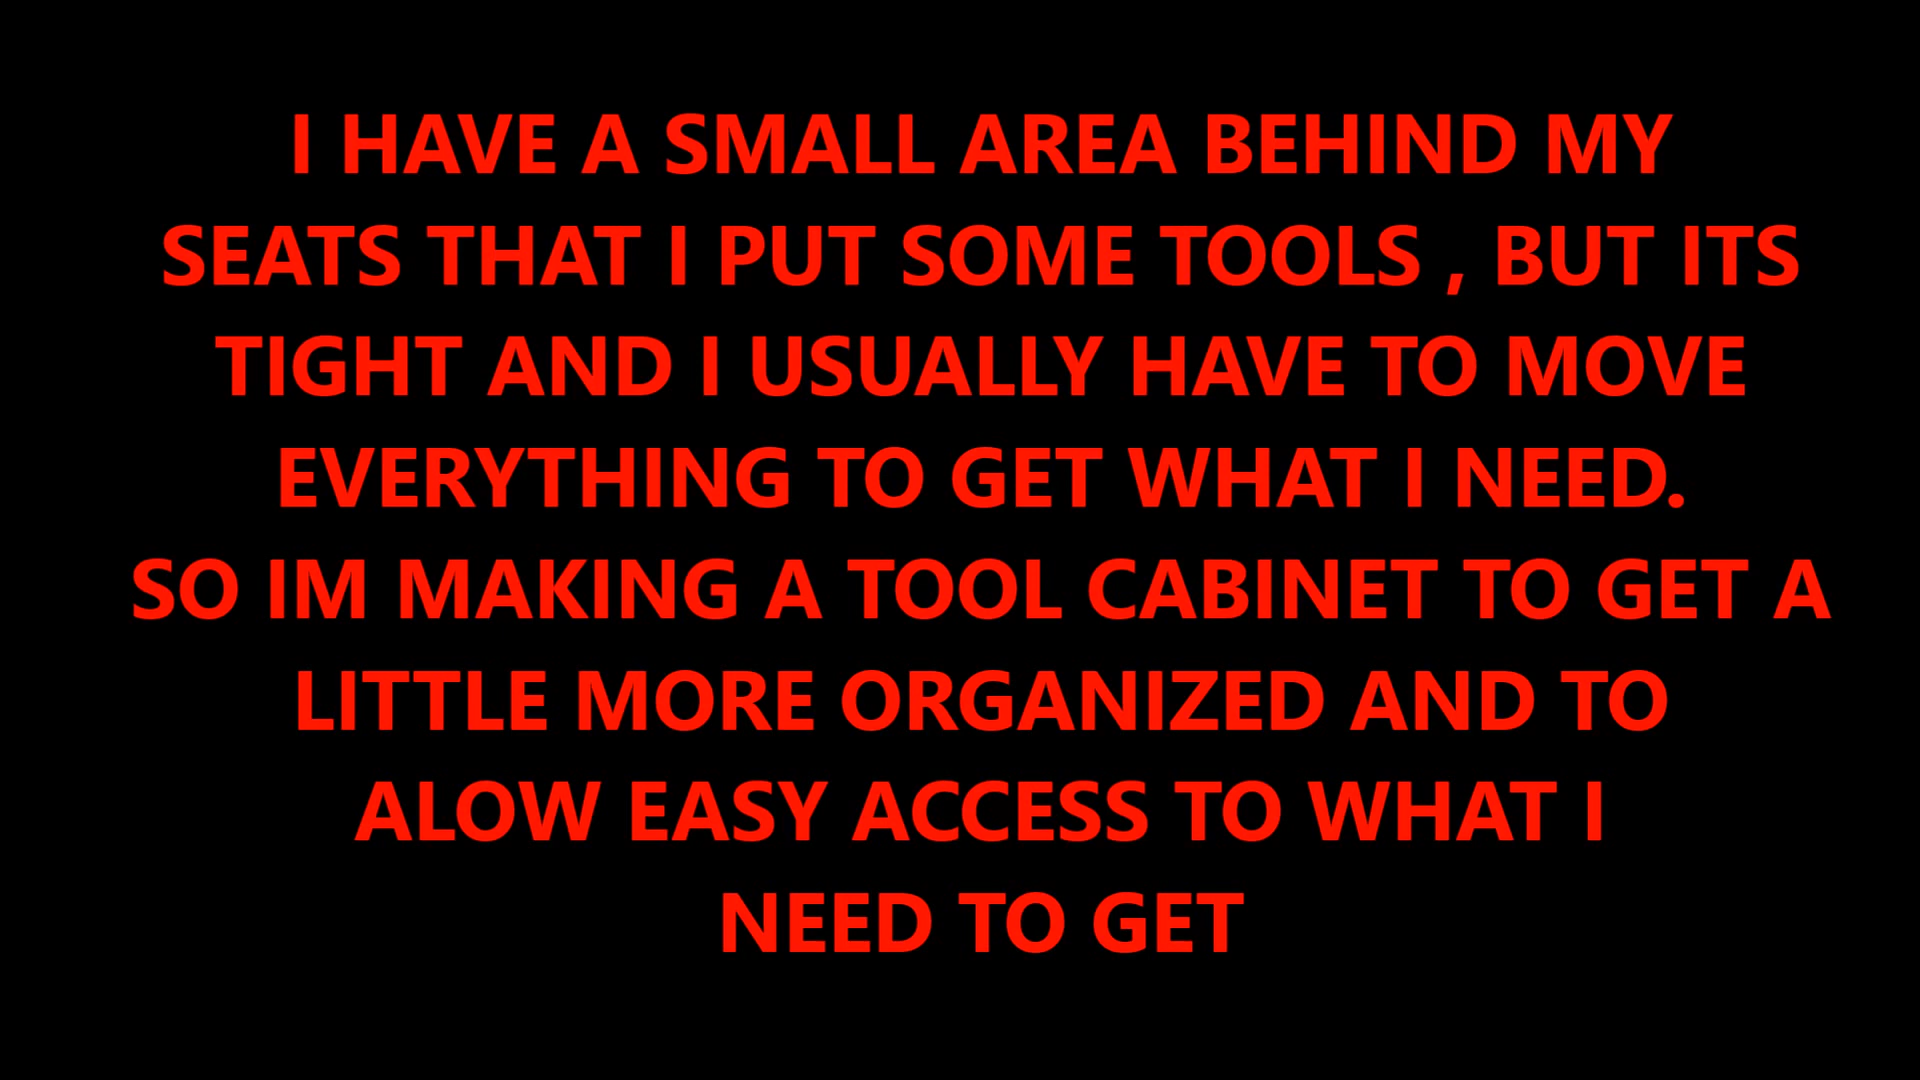 I HAVE A SMALL AREA BEHIND MY
SEATS THAT I PUT SOME TOOLS , BUT ITS
TIGHT AND I USUALLY HAVE TO MOVE
EVERYTHING TO GET WHAT I NEED.
SO IM MAKING A TOOL CABINET TO GET A
LITTLE MORE ORGANIZED AND TO
ALOW EASY ACCESS TO WHAT I
NEED TO GET